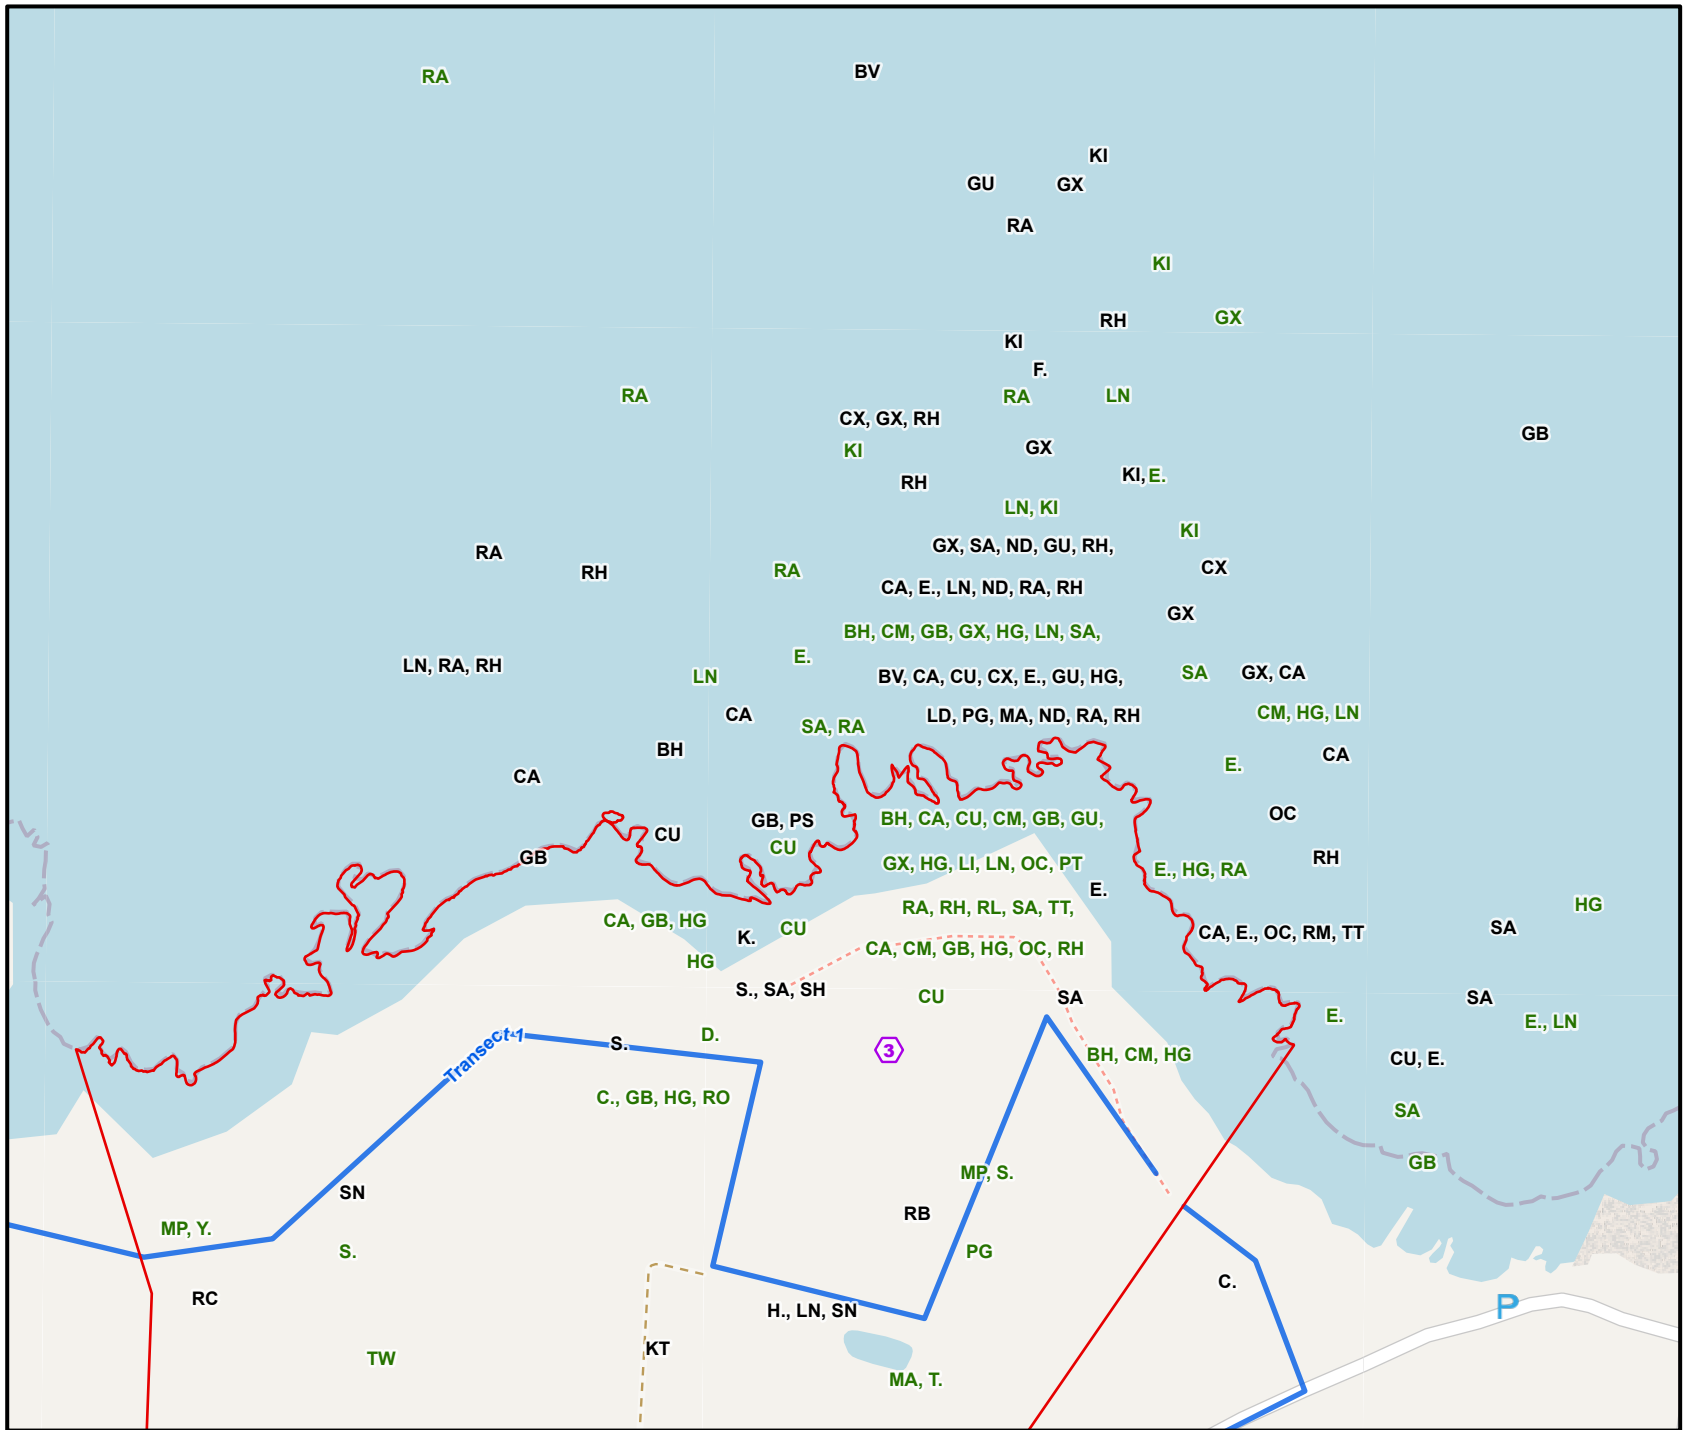 RA
BV
KI
GU
GX
RA
KI
RH
GX
KI
F.
RA
RA
LN
CX, GX, RH
GB
KI
GX
RH
KI, E.
LN, KI
KI
GX, SA, ND, GU, RH,
RA
RH
RA
CX
CA, E., LN, ND, RA, RH
GX
BH, CM, GB, GX, HG, LN, SA,
E.
LN, RA, RH
LN
BV, CA, CU, CX, E., GU, HG,
SA
GX, CA
CA
SA, RA
LD, PG, MA, ND, RA, RH
CM, HG, LN
BH
CA
E.
CA
OC
GB, PS
BH, CA, CU, CM, GB, GU,
CU
CU
GB
RH
GX, HG, LI, LN, OC, PT
E., HG, RA
E.
HG
RA, RH, RL, SA, TT,
CA, GB, HG
CU
SA
K.
CA, E., OC, RM, TT
CA, CM, GB, HG, OC, RH
HG
S., SA, SH
CU
SA
SA
E.
E., LN
D.
Transect 1
S.
3
BH, CM, HG
CU, E.
C., GB, HG, RO
SA
GB
MP, S.
SN
RB
MP, Y.
S.
PG
C.
RC
H., LN, SN
P
KT
TW
MA, T.